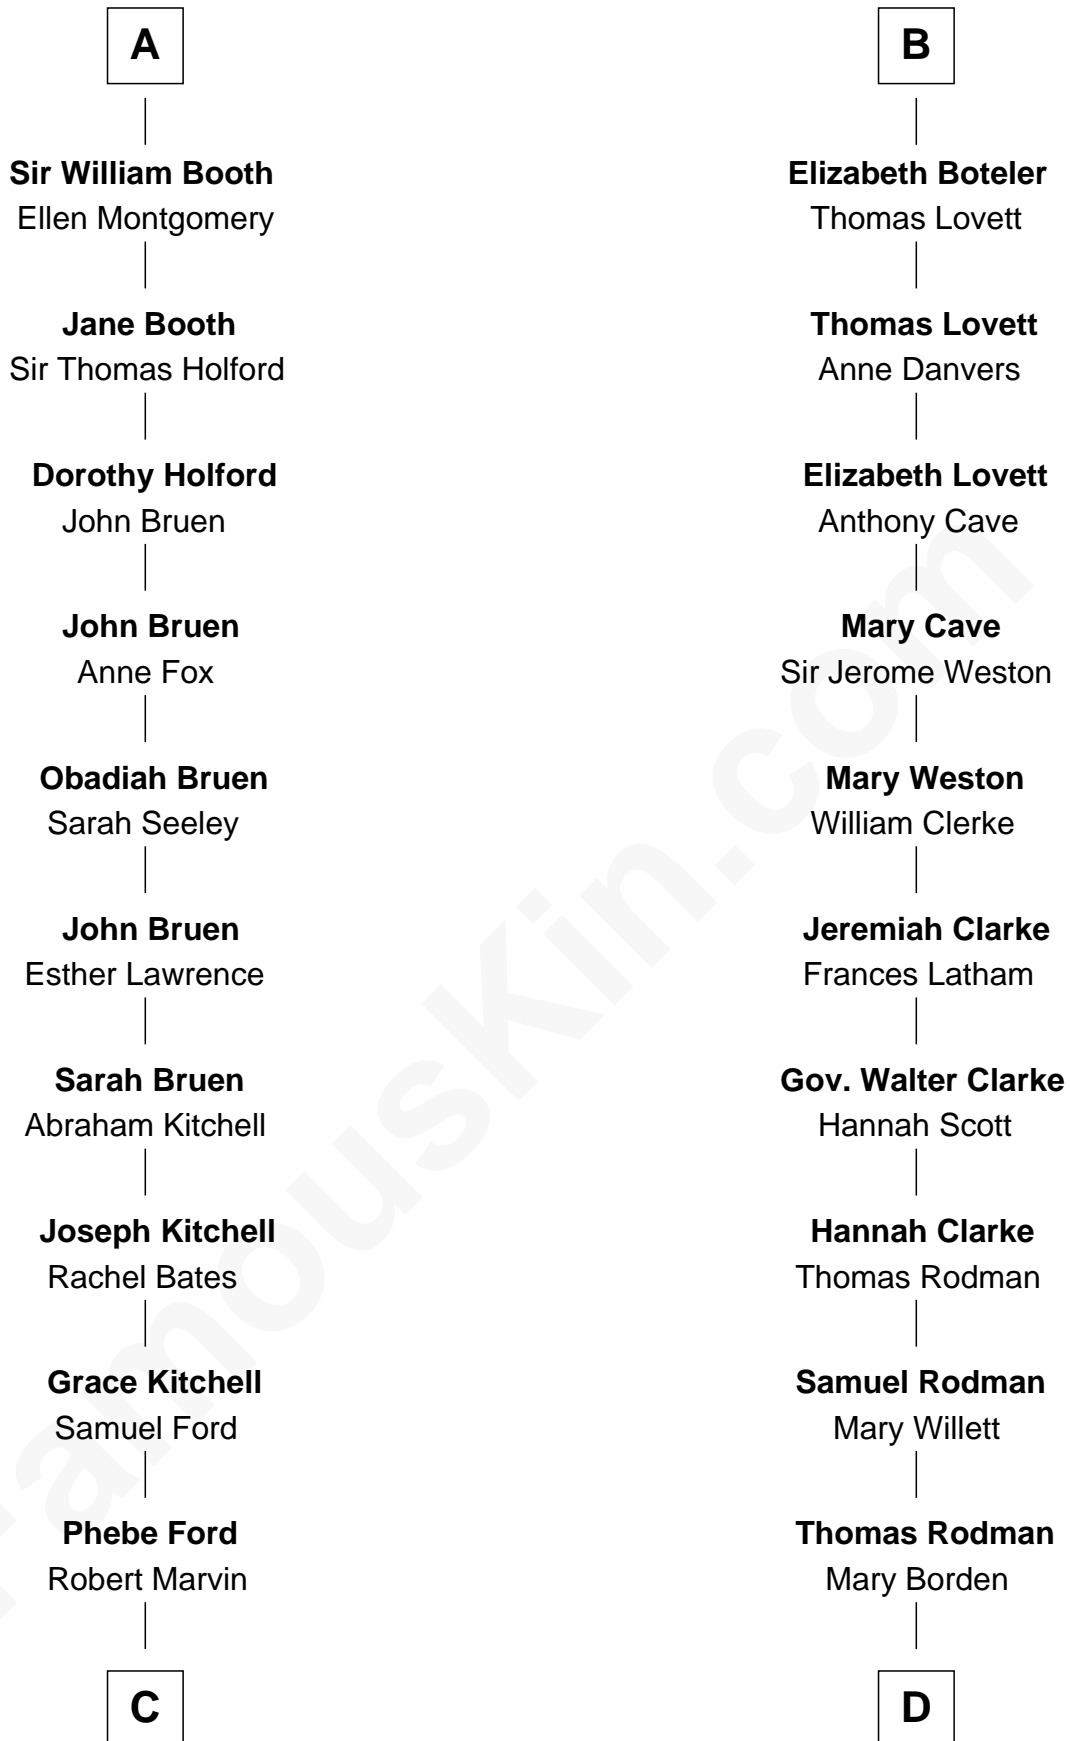 A
Sir William Booth
Ellen Montgomery
Jane Booth
Sir Thomas Holford
Dorothy Holford
John Bruen
John Bruen
Anne Fox
Obadiah Bruen
Sarah Seeley
John Bruen
Esther Lawrence
Sarah Bruen
Abraham Kitchell
Joseph Kitchell
Rachel Bates
Grace Kitchell
Samuel Ford
Phebe Ford
Robert Marvin
C
B
Elizabeth Boteler
Thomas Lovett
Thomas Lovett
Anne Danvers
Elizabeth Lovett
Anthony Cave
Mary Cave
Sir Jerome Weston
Mary Weston
William Clerke
Jeremiah Clarke
Frances Latham
Gov. Walter Clarke
Hannah Scott
Hannah Clarke
Thomas Rodman
Samuel Rodman
Mary Willett
Thomas Rodman
Mary Borden
D
FamousKin.com